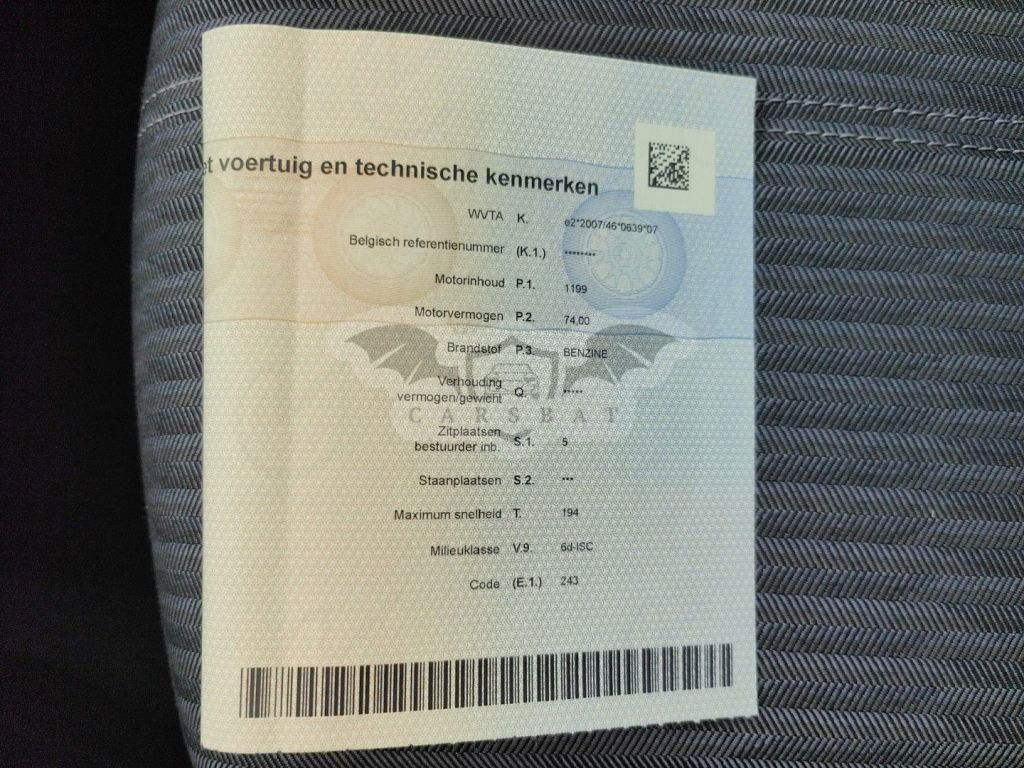 et voertuig en technische kenmerken
WVTA K. e2*2007/46*0639*07
Belgisch referentienummer (K.1.) ********
Motorinhoud P.1. 1199
Motorvermogen P.2. 74.00
Brandstof P.3. BENZINE
Verhouding
vermogen/gewicht Q. *****
CARSBAT
Zitplaatsen
bestuurder inb. S.1. 5
Staanplaatsen S.2. ***
Maximum snelheid T. 194
Milieuklasse V.9. 6d-ISC
Code (E.1.) 243